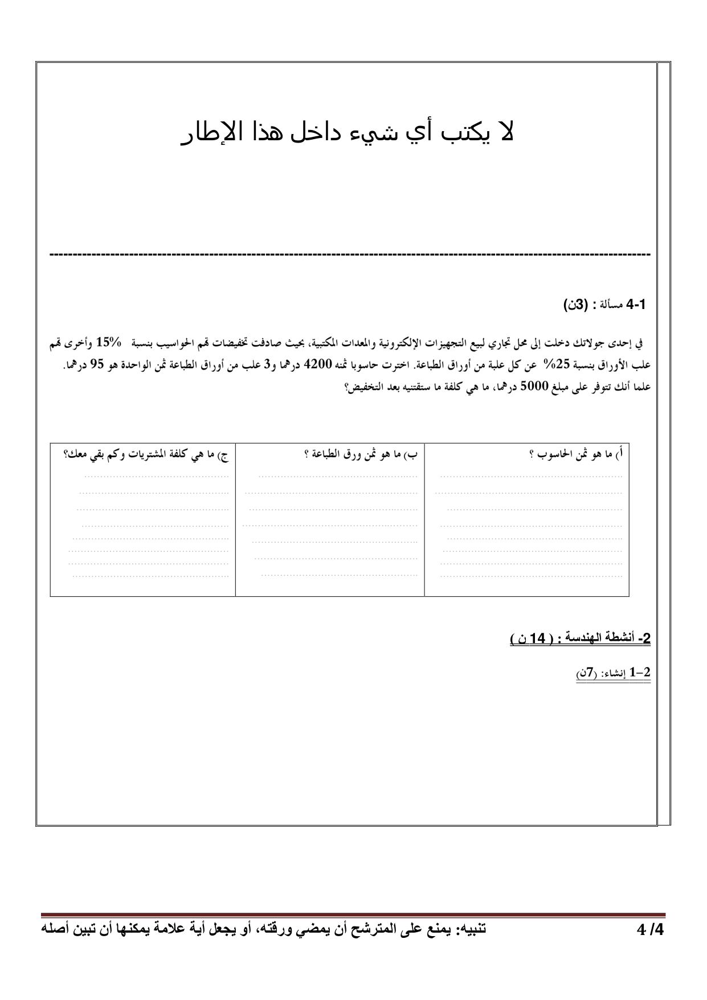 لا يكتب أي شيء داخل هذا الإطار
4-1 مسألة : (3ن)
في إحدى جولاتك دخلت إلى محل تجاري لبيع التجهيزات الإلكترونية والمعدات المكتبية، بحيث صادفت تخفيضات تهم الحواسيب بنسبة 15% وأخرى تهم
علب الأوراق بنسبة 25% عن كل علبة من أوراق الطباعة. اخترت حاسوبا ثمنه 4200 درهما و3 علب من أوراق الطباعة ثمن الواحدة هو 95 درهما.
علما أنك تتوفر على مبلغ 5000 درهما، ما هي كلفة ما ستقتنيه بعد التخفيض؟
أ) ما هو ثمن الحاسوب ؟
ب) ما هو ثمن ورق الطباعة ؟
ج) ما هي كلفة المشتريات وكم بقي معك؟
2- أنشطة الهندسة : ( 14 ن )
2–1 إنشاء: (7ن)
4/ 4
تنبيه: يمنع على المترشح أن يمضي ورقته، أو يجعل أية علامة يمكنها أن تبين أصله